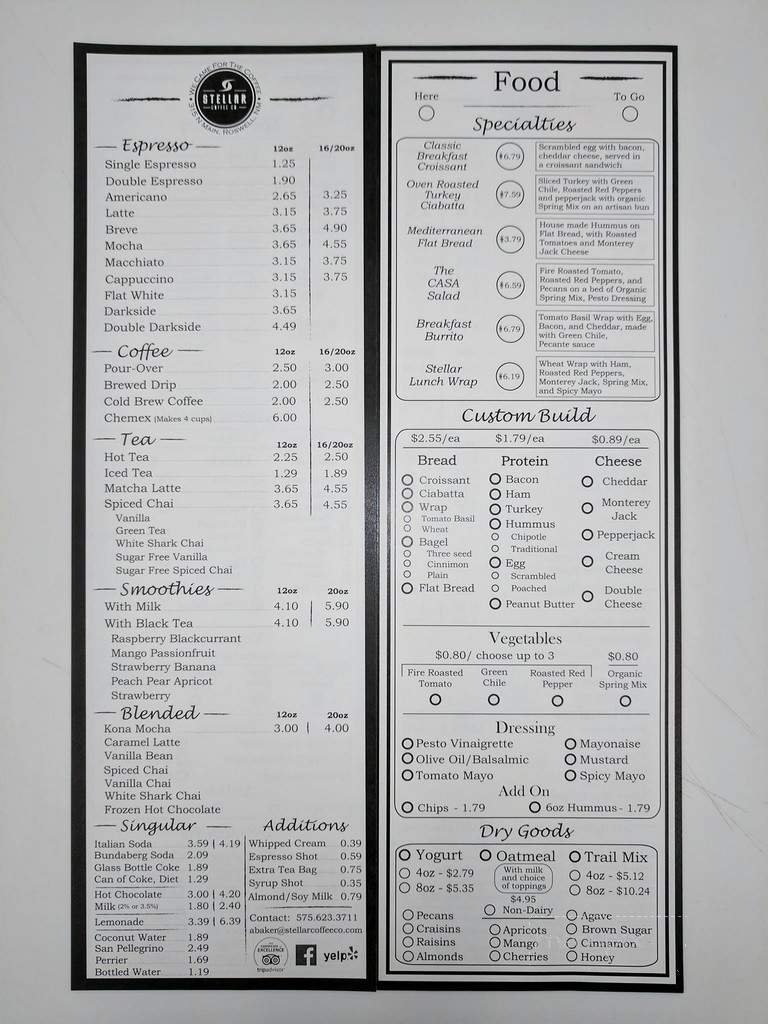 WE CAME FOR THE COFFEE
STELLAR
COFFEE CO.
N MAIN, ROSWELL, NM
Espresso 12oz 16/20oz
Single Espresso 1.25
Double Espresso 1.90
Americano 2.65 3.25
Latte 3.15 3.75
Breve 3.65 4.90
Mocha 3.65 4.55
Macchiato 3.15 3.75
Cappuccino 3.15 3.75
Flat White 3.15
Darkside 3.65
Double Darkside 4.49
Coffee 12oz 16/20oz
Pour-Over 2.50 3.00
Brewed Drip 2.00 2.50
Cold Brew Coffee 2.00 2.50
Chemex (Makes 4 cups) 6.00
Tea 12oz 16/20oz
Hot Tea 2.25 2.50
Iced Tea 1.29 1.89
Matcha Latte 3.65 4.55
Spiced Chai 3.65 4.55
Vanilla
Green Tea
White Shark Chai
Sugar Free Vanilla
Sugar Free Spiced Chai
Smoothies 12oz 20oz
With Milk 4.10 5.90
With Black Tea 4.10 5.90
Raspberry Blackcurrant
Mango Passionfruit
Strawberry Banana
Peach Pear Apricot
Strawberry
Blended 12oz 20oz
Kona Mocha 3.00 | 4.00
Caramel Latte
Vanilla Bean
Spiced Chai
Vanilla Chai
White Shark Chai
Frozen Hot Chocolate
Singular
Italian Soda 3.59 | 4.19
Bundaberg Soda 2.09
Glass Bottle Coke 1.89
Can of Coke, Diet 1.29
Hot Chocolate 3.00 | 4.20
Milk (2% or 3.5%) 1.80 | 2.40
Lemonade 3.39 | 6.39
Coconut Water 1.89
San Pellegrino 2.49
Perrier 1.69
Bottled Water 1.19
Additions
Whipped Cream 0.39
Espresso Shot 0.59
Extra Tea Bag 0.75
Syrup Shot 0.35
Almond/Soy Milk 0.79
Contact: 575.623.3711
abaker@stellarcoffeeco.com
EXCELLENCE
tripadvisor
f
yelp
Food
Here To Go
Specialties
Classic
Breakfast
Croissant
$6.79
Scrambled egg with bacon,
cheddar cheese, served in
a croissant sandwich
Oven Roasted
Turkey
Ciabatta
$7.59
Sliced Turkey with Green
Chile, Roasted Red Peppers
and pepperjack with organic
Spring Mix on an artisan bun
Mediterranean
Flat Bread
$3.79
House made Hummus on
Flat Bread, with Roasted
Tomatoes and Monterey
Jack Cheese
The
CASA
Salad
$6.59
Fire Roasted Tomato,
Roasted Red Peppers, and
Pecans on a bed of Organic
Spring Mix, Pesto Dressing
Breakfast
Burrito
$6.79
Tomato Basil Wrap with Egg,
Bacon, and Cheddar, made
with Green Chile,
Pecante sauce
Stellar
Lunch Wrap
$6.19
Wheat Wrap with Ham,
Roasted Red Peppers,
Monterey Jack, Spring Mix,
and Spicy Mayo
Custom Build
$2.55/ea $1.79/ea $0.89/ea
Bread
Croissant
Ciabatta
Wrap
Tomato Basil
Wheat
Bagel
Three seed
Cinnimon
Plain
Flat Bread
Protein
Bacon
Ham
Turkey
Hummus
Chipotle
Traditional
Egg
Scrambled
Poached
Peanut Butter
Cheese
Cheddar
Monterey
Jack
Pepperjack
Cream
Cheese
Double
Cheese
Vegetables
$0.80/ choose up to 3 $0.80
Fire Roasted
Tomato
Green
Chile
Roasted Red
Pepper
Organic
Spring Mix
Dressing
Pesto Vinaigrette Mayonaise
Olive Oil/Balsalmic Mustard
Tomato Mayo Spicy Mayo
Add On
Chips - 1.79 6oz Hummus- 1.79
Dry Goods
Yogurt
4oz - $2.79
8oz - $5.35
Pecans
Craisins
Raisins
Almonds
Oatmeal
With milk
and choice
of toppings
$4.95
Non-Dairy
Apricots
Mango
Cherries
Trail Mix
4oz - $5.12
8oz - $10.24
Agave
Brown Sugar
Cinnamon
Honey